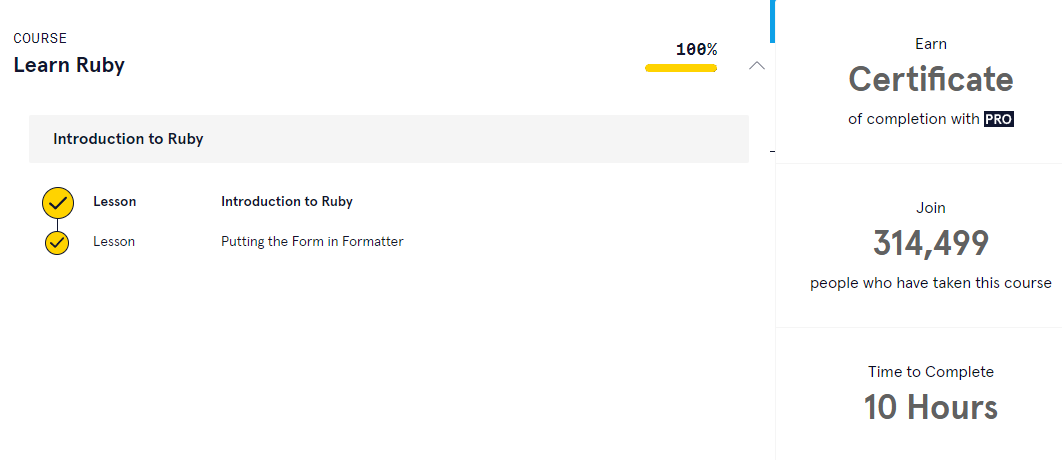 COURSE
Learn Ruby
100%
Introduction to Ruby
Lesson Introduction to Ruby
Lesson Putting the Form in Formatter
Earn
Certificate
of completion with PRO
Join
314,499
people who have taken this course
Time to Complete
10 Hours